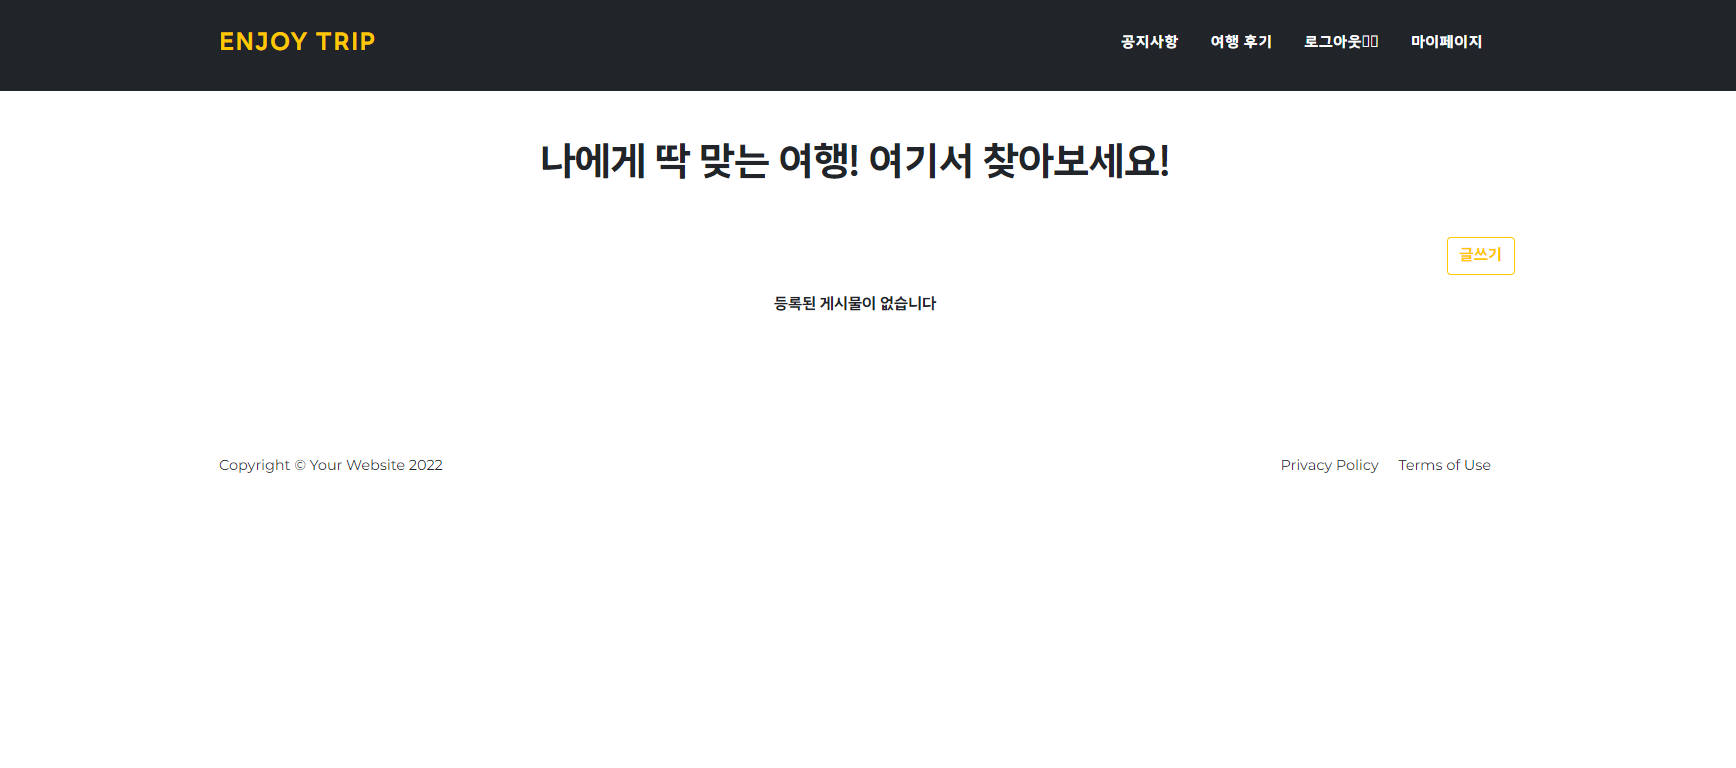 ENJOY TRIP
공지사항 여행 후기 로그아웃 마이페이지
나에게 딱 맞는 여행! 여기서 찾아보세요!
글쓰기
등록된 게시물이 없습니다
Copyright © Your Website 2022
Privacy Policy Terms of Use